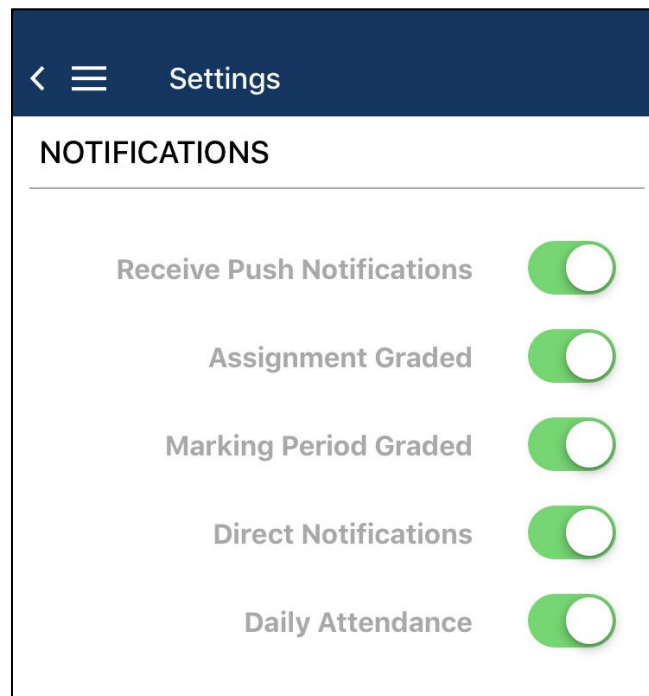 Settings
NOTIFICATIONS
Receive Push Notifications
Assignment Graded
Marking Period Graded
Direct Notifications
Daily Attendance